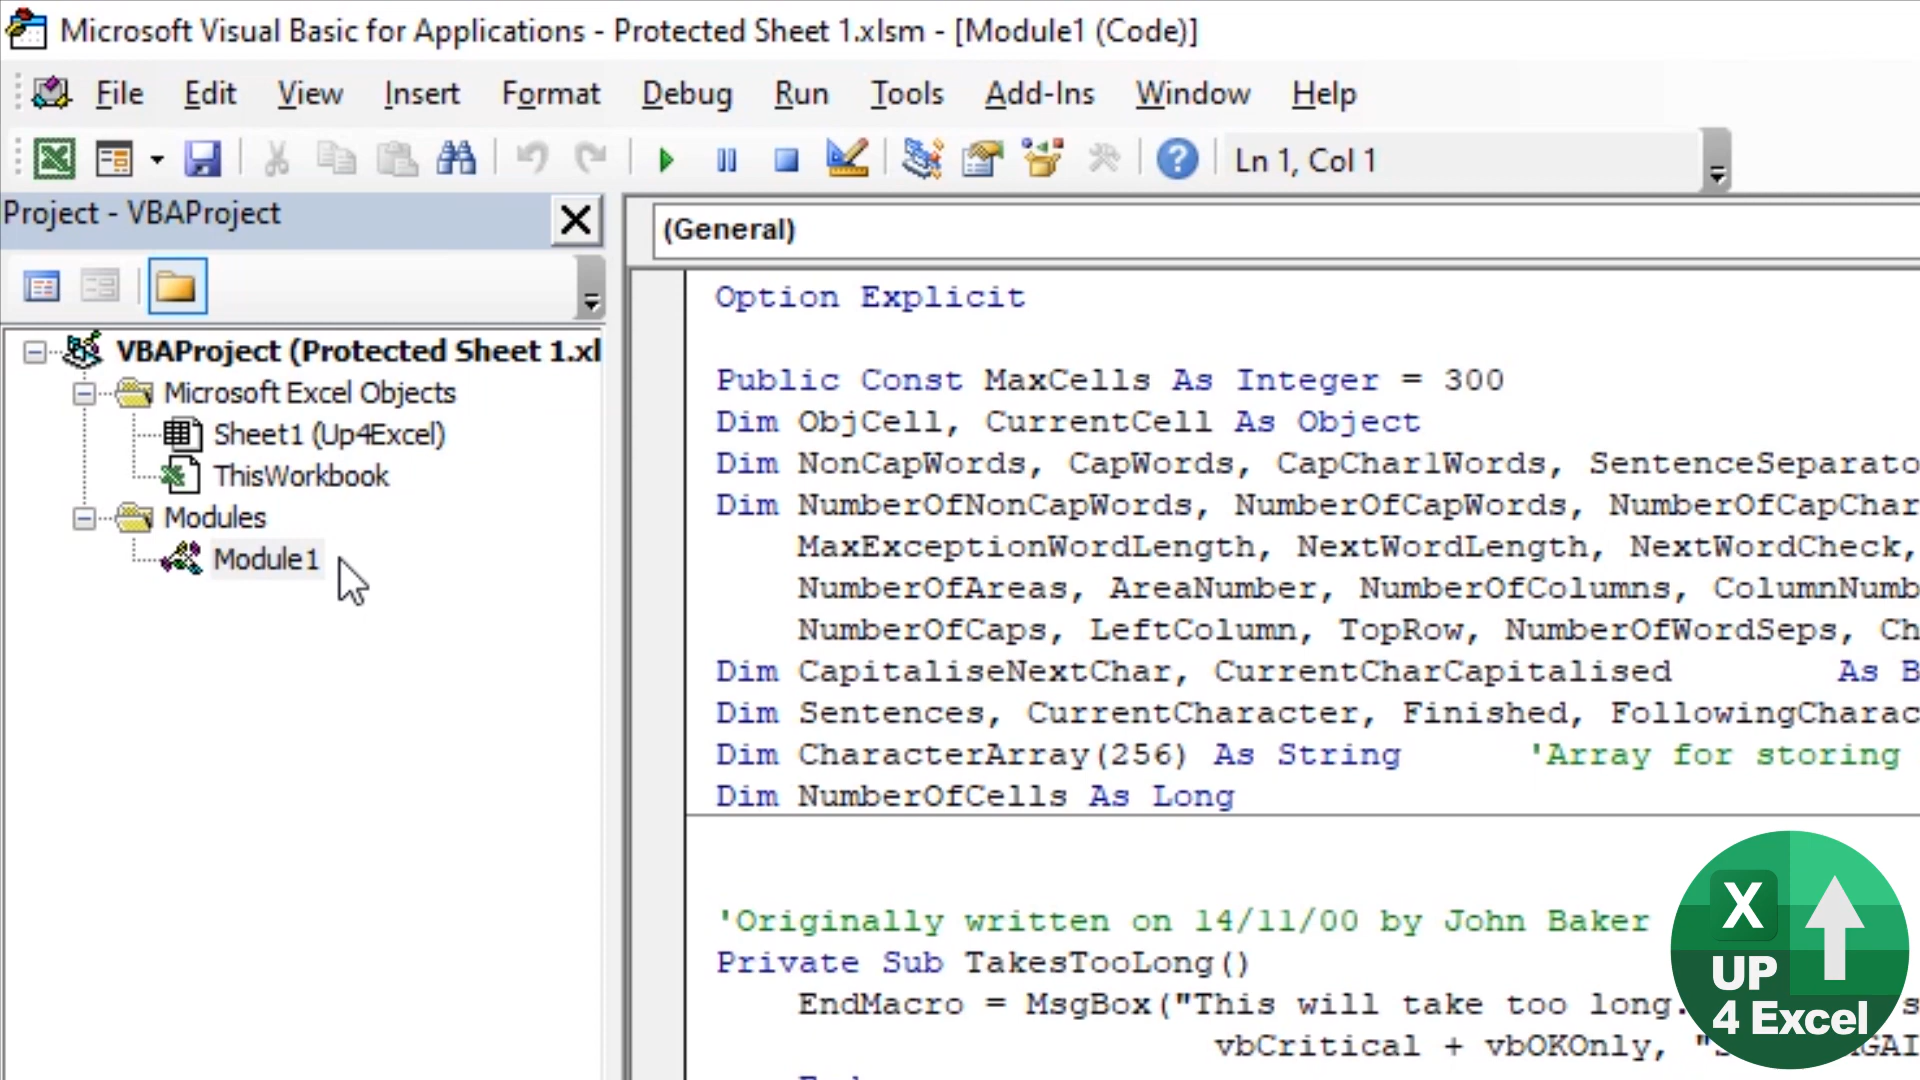 Microsoft Visual Basic for Applications - Protected Sheet 1.xlsm - [Module1 (Code)]
File Edit View Insert Format Debug Run Tools Add-Ins Window Help
Ln 1, Col 1
Project - VBAProject
(General)
VBAProject (Protected Sheet 1.xl
Microsoft Excel Objects
Sheet1 (Up4Excel)
ThisWorkbook
Modules
Module1
Option Explicit
Public Const MaxCells As Integer = 300
Dim ObjCell, CurrentCell As Object
Dim NonCapWords, CapWords, CapChar1Words, SentenceSeparato
Dim NumberOfNonCapWords, NumberOfCapWords, NumberOfCapChar
MaxExceptionWordLength, NextWordLength, NextWordCheck,
NumberOfAreas, AreaNumber, NumberOfColumns, ColumnNumb
NumberOfCaps, LeftColumn, TopRow, NumberOfWordSeps, Ch
Dim CapitaliseNextChar, CurrentCharCapitalised As B
Dim Sentences, CurrentCharacter, Finished, FollowingCharac
Dim CharacterArray(256) As String 'Array for storing
Dim NumberOfCells As Long
'Originally written on 14/11/00 by John Baker
Private Sub TakesTooLong()
EndMacro = MsgBox("This will take too long.
vbCritical + vbOKOnly,
X
UP
4 Excel